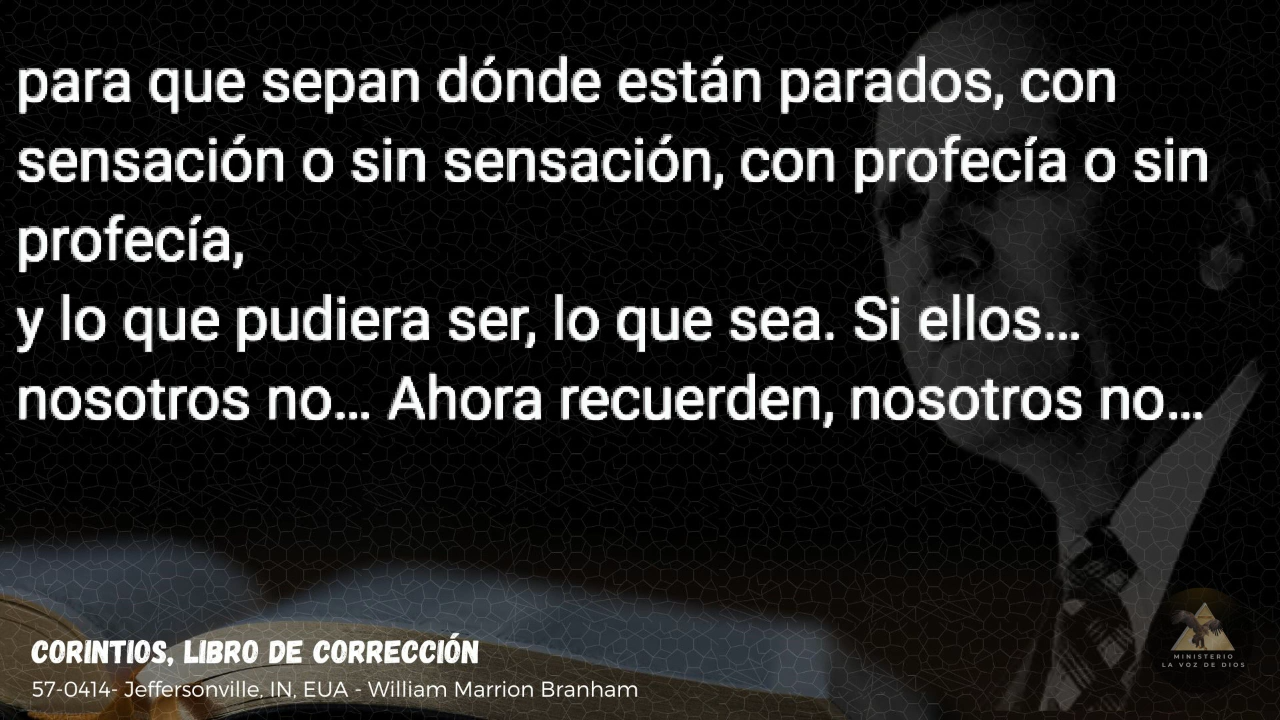 para que sepan dónde están parados, con
sensación o sin sensación, con profecía o sin
profecía,
y lo que pudiera ser, lo que sea. Si ellos...
nosotros no... Ahora recuerden, nosotros no...
CORINTIOS, LIBRO DE CORRECCIÓN
57-0414- Jeffersonville, IN, EUA - William Marrion Branham
MINISTERIO
LA VOZ DE DIOS